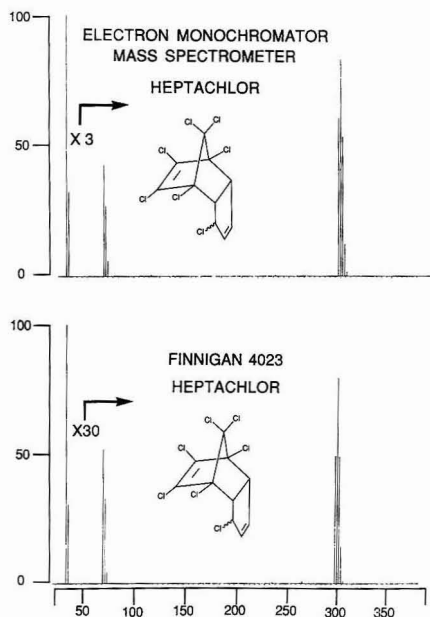 100
ELECTRON MONOCHROMATOR
MASS SPECTROMETER
HEPTACHLOR
X 3
Cl
Cl
Cl
Cl
Cl
Cl
Cl
50
0
100
FINNIGAN 4023
HEPTACHLOR
X30
Cl
Cl
Cl
Cl
Cl
Cl
Cl
50
0
50 100 150 200 250 300 350